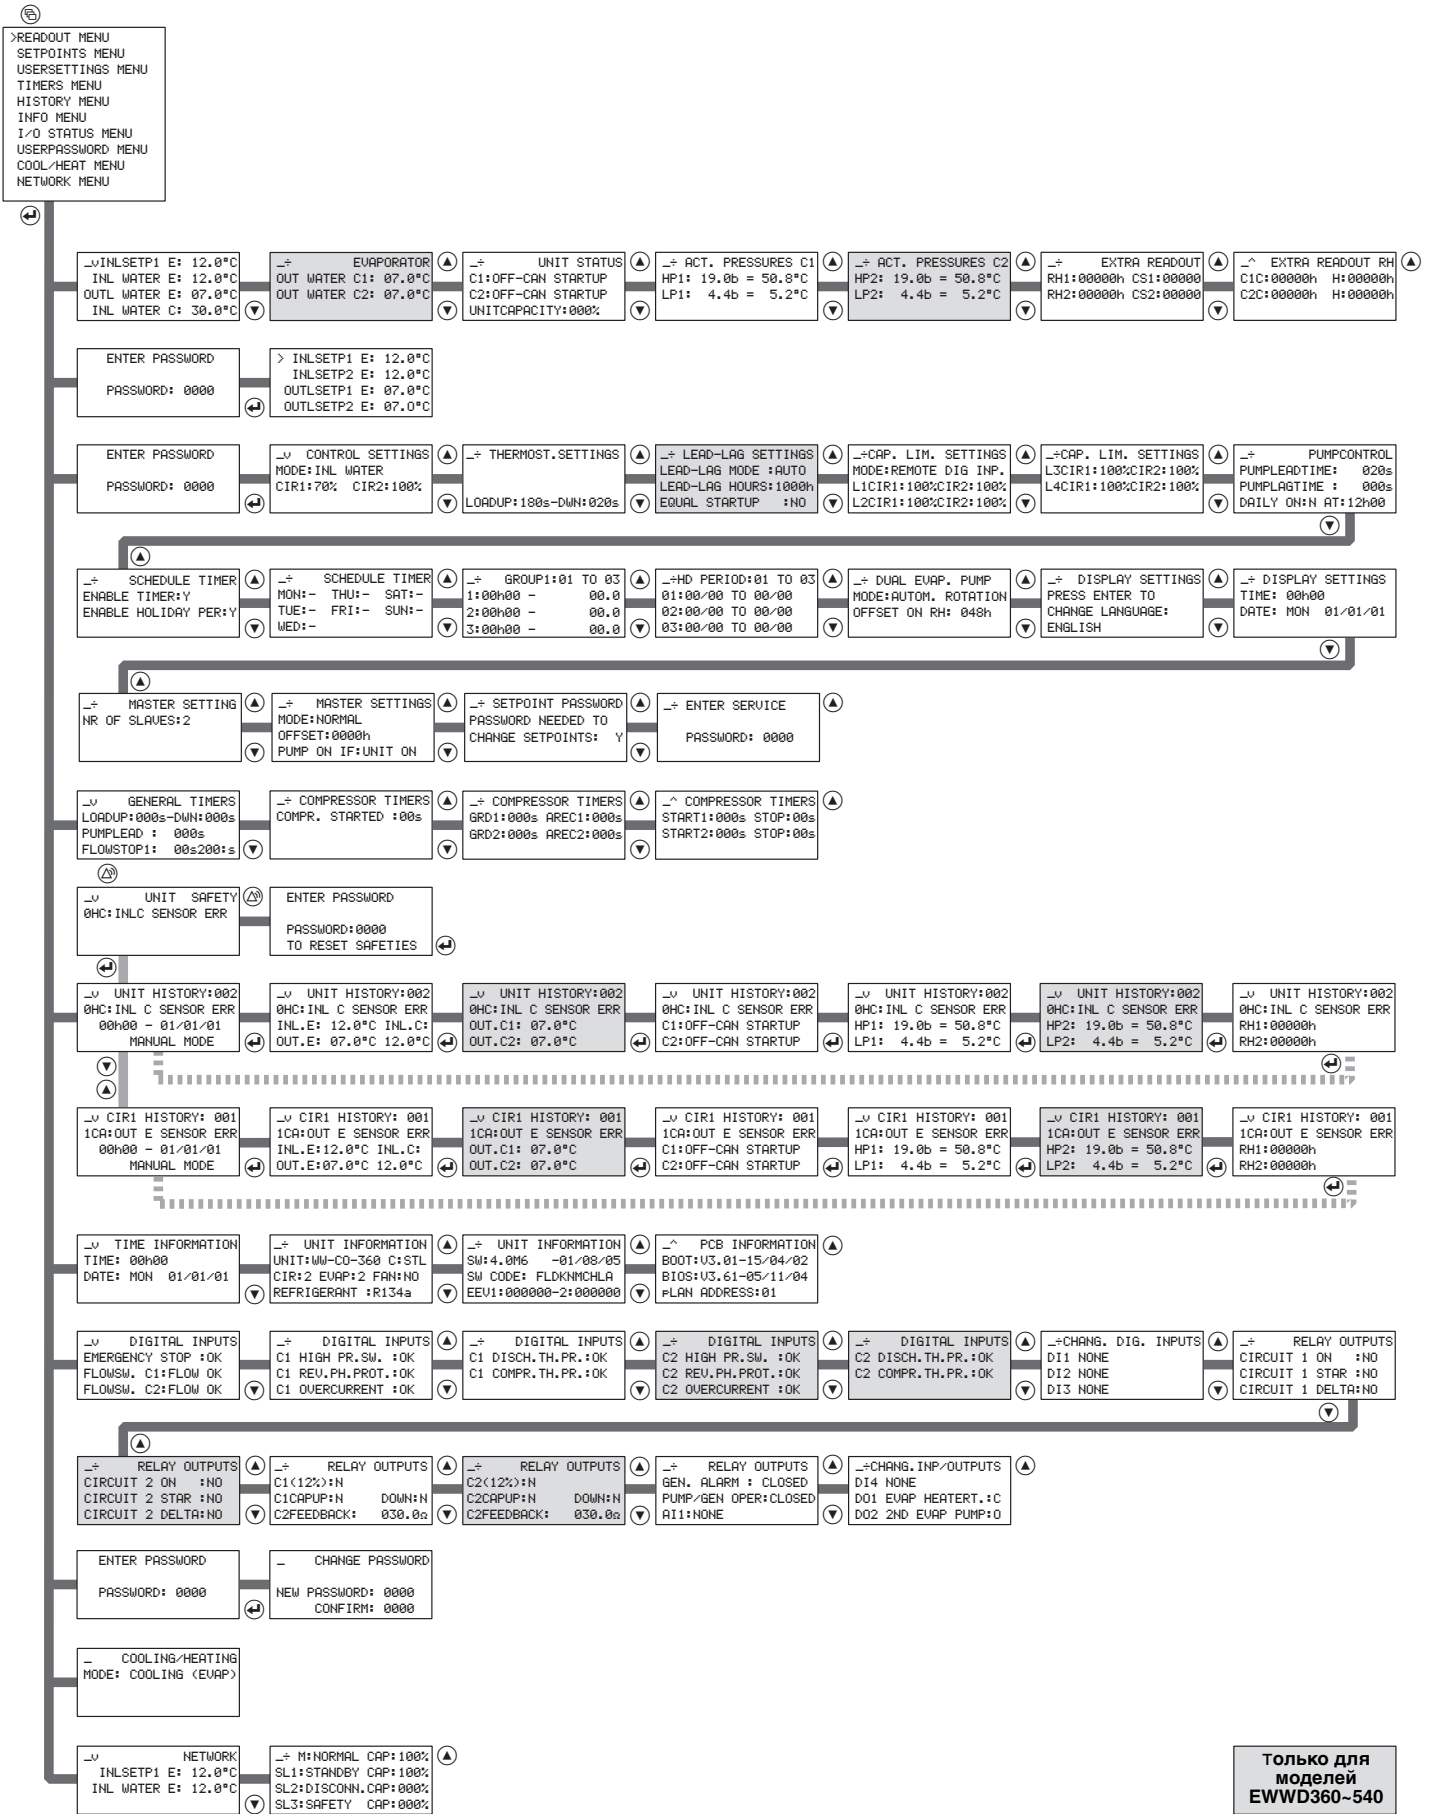 >READOUT MENU
SETPOINTS MENU
USERSETTINGS MENU
TIMERS MENU
HISTORY MENU
INFO MENU
I/O STATUS MENU
USERPASSWORD MENU
COOL/HEAT MENU
NETWORK MENU
_vINLSETP1 E: 12.0°C
INL WATER E: 12.0°C
OUTL WATER E: 07.0°C
INL WATER C: 30.0°C
_÷ EVAPORATOR
OUT WATER C1: 07.0°C
OUT WATER C2: 07.0°C
_÷ UNIT STATUS
C1:OFF-CAN STARTUP
C2:OFF-CAN STARTUP
UNITCAPACITY:000%
_÷ ACT. PRESSURES C1
HP1: 19.0b = 50.8°C
LP1: 4.4b = 5.2°C
_÷ ACT. PRESSURES C2
HP2: 19.0b = 50.8°C
LP2: 4.4b = 5.2°C
_÷ EXTRA READOUT
RH1:00000h CS1:00000
RH2:00000h CS2:00000
_^ EXTRA READOUT RH
C1C:00000h H:00000h
C2C:00000h H:00000h
ENTER PASSWORD
PASSWORD: 0000
> INLSETP1 E: 12.0°C
INLSETP2 E: 12.0°C
OUTLSETP1 E: 07.0°C
OUTLSETP2 E: 07.0°C
ENTER PASSWORD
PASSWORD: 0000
_v CONTROL SETTINGS
MODE:INL WATER
CIR1:70% CIR2:100%
_÷ THERMOST.SETTINGS
LOADUP:180s-DWN:020s
_÷ LEAD-LAG SETTINGS
LEAD-LAG MODE :AUTO
LEAD-LAG HOURS:1000h
EQUAL STARTUP :NO
_÷CAP. LIM. SETTINGS
MODE:REMOTE DIG INP.
L1CIR1:100%CIR2:100%
L2CIR1:100%CIR2:100%
_÷CAP. LIM. SETTINGS
L3CIR1:100%CIR2:100%
L4CIR1:100%CIR2:100%
_÷ PUMPCONTROL
PUMPLEADTIME: 020s
PUMPLAGTIME : 000s
DAILY ON:N AT:12h00
_÷ SCHEDULE TIMER
ENABLE TIMER:Y
ENABLE HOLIDAY PER:Y
_÷ SCHEDULE TIMER
MON:- THU:- SAT:-
TUE:- FRI:- SUN:-
WED:-
_÷ GROUP1:01 TO 03
1:00h00 - 00.0
2:00h00 - 00.0
3:00h00 - 00.0
_÷HD PERIOD:01 TO 03
01:00/00 TO 00/00
02:00/00 TO 00/00
03:00/00 TO 00/00
_÷ DUAL EVAP. PUMP
MODE:AUTOM. ROTATION
OFFSET ON RH: 048h
_÷ DISPLAY SETTINGS
PRESS ENTER TO
CHANGE LANGUAGE:
ENGLISH
_÷ DISPLAY SETTINGS
TIME: 00h00
DATE: MON 01/01/01
_÷ MASTER SETTING
NR OF SLAVES:2
_÷ MASTER SETTINGS
MODE:NORMAL
OFFSET:0000h
PUMP ON IF:UNIT ON
_÷ SETPOINT PASSWORD
PASSWORD NEEDED TO
CHANGE SETPOINTS: Y
_÷ ENTER SERVICE
PASSWORD: 0000
_v GENERAL TIMERS
LOADUP:000s-DWN:000s
PUMPLEAD : 000s
FLOWSTOP1: 00s200:s
_÷ COMPRESSOR TIMERS
COMPR. STARTED :00s
_÷ COMPRESSOR TIMERS
GRD1:000s AREC1:000s
GRD2:000s AREC2:000s
_^ COMPRESSOR TIMERS
START1:000s STOP:00s
START2:000s STOP:00s
_v UNIT SAFETY
0HC:INLC SENSOR ERR
ENTER PASSWORD
PASSWORD:0000
TO RESET SAFETIES
_v UNIT HISTORY:002
0HC:INL C SENSOR ERR
00h00 - 01/01/01
MANUAL MODE
_v UNIT HISTORY:002
0HC:INL C SENSOR ERR
INL.E: 12.0°C INL.C:
OUT.E: 07.0°C 12.0°C
_v UNIT HISTORY:002
0HC:INL C SENSOR ERR
OUT.C1: 07.0°C
OUT.C2: 07.0°C
_v UNIT HISTORY:002
0HC:INL C SENSOR ERR
C1:OFF-CAN STARTUP
C2:OFF-CAN STARTUP
_v UNIT HISTORY:002
0HC:INL C SENSOR ERR
HP1: 19.0b = 50.8°C
LP1: 4.4b = 5.2°C
_v UNIT HISTORY:002
0HC:INL C SENSOR ERR
HP2: 19.0b = 50.8°C
LP2: 4.4b = 5.2°C
_v UNIT HISTORY:002
0HC:INL C SENSOR ERR
RH1:00000h
RH2:00000h
_v CIR1 HISTORY: 001
1CA:OUT E SENSOR ERR
00h00 - 01/01/01
MANUAL MODE
_v CIR1 HISTORY: 001
1CA:OUT E SENSOR ERR
INL.E:12.0°C INL.C:
OUT.E:07.0°C 12.0°C
_v CIR1 HISTORY: 001
1CA:OUT E SENSOR ERR
OUT.C1: 07.0°C
OUT.C2: 07.0°C
_v CIR1 HISTORY: 001
1CA:OUT E SENSOR ERR
C1:OFF-CAN STARTUP
C2:OFF-CAN STARTUP
_v CIR1 HISTORY: 001
1CA:OUT E SENSOR ERR
HP1: 19.0b = 50.8°C
LP1: 4.4b = 5.2°C
_v CIR1 HISTORY: 001
1CA:OUT E SENSOR ERR
HP2: 19.0b = 50.8°C
LP2: 4.4b = 5.2°C
_v CIR1 HISTORY: 001
1CA:OUT E SENSOR ERR
RH1:00000h
RH2:00000h
_v TIME INFORMATION
TIME: 00h00
DATE: MON 01/01/01
_÷ UNIT INFORMATION
UNIT:WW-CO-360 C:STL
CIR:2 EVAP:2 FAN:NO
REFRIGERANT :R134a
_÷ UNIT INFORMATION
SW:4.0M6 -01/08/05
SW CODE: FLDKNMCHLA
EEV1:000000-2:000000
_^ PCB INFORMATION
BOOT:V3.01-15/04/02
BIOS:V3.61-05/11/04
pLAN ADDRESS:01
_v DIGITAL INPUTS
EMERGENCY STOP :OK
FLOWSW. C1:FLOW OK
FLOWSW. C2:FLOW OK
_÷ DIGITAL INPUTS
C1 HIGH PR.SW. :OK
C1 REV.PH.PROT.:OK
C1 OVERCURRENT :OK
_÷ DIGITAL INPUTS
C1 DISCH.TH.PR.:OK
C1 COMPR.TH.PR.:OK
_÷ DIGITAL INPUTS
C2 HIGH PR.SW. :OK
C2 REV.PH.PROT.:OK
C2 OVERCURRENT :OK
_÷ DIGITAL INPUTS
C2 DISCH.TH.PR.:OK
C2 COMPR.TH.PR.:OK
_÷CHANG. DIG. INPUTS
DI1 NONE
DI2 NONE
DI3 NONE
_÷ RELAY OUTPUTS
CIRCUIT 1 ON :NO
CIRCUIT 1 STAR :NO
CIRCUIT 1 DELTA:NO
_÷ RELAY OUTPUTS
CIRCUIT 2 ON :NO
CIRCUIT 2 STAR :NO
CIRCUIT 2 DELTA:NO
_÷ RELAY OUTPUTS
C1(12%):N
C1CAPUP:N DOWN:N
C2FEEDBACK: 030.0Ω
_÷ RELAY OUTPUTS
C2(12%):N
C2CAPUP:N DOWN:N
C2FEEDBACK: 030.0Ω
_÷ RELAY OUTPUTS
GEN. ALARM : CLOSED
PUMP/GEN OPER:CLOSED
AI1:NONE
_÷CHANG.INP/OUTPUTS
DI4 NONE
DO1 EVAP HEATERT.:C
DO2 2ND EVAP PUMP:O
ENTER PASSWORD
PASSWORD: 0000
_ CHANGE PASSWORD
NEW PASSWORD: 0000
CONFIRM: 0000
_ COOLING/HEATING
MODE: COOLING (EVAP)
_v NETWORK
INLSETP1 E: 12.0°C
INL WATER E: 12.0°C
_÷ M:NORMAL CAP:100%
SL1:STANDBY CAP:100%
SL2:DISCONN.CAP:000%
SL3:SAFETY CAP:000%
Только для
моделей
EWWD360~540